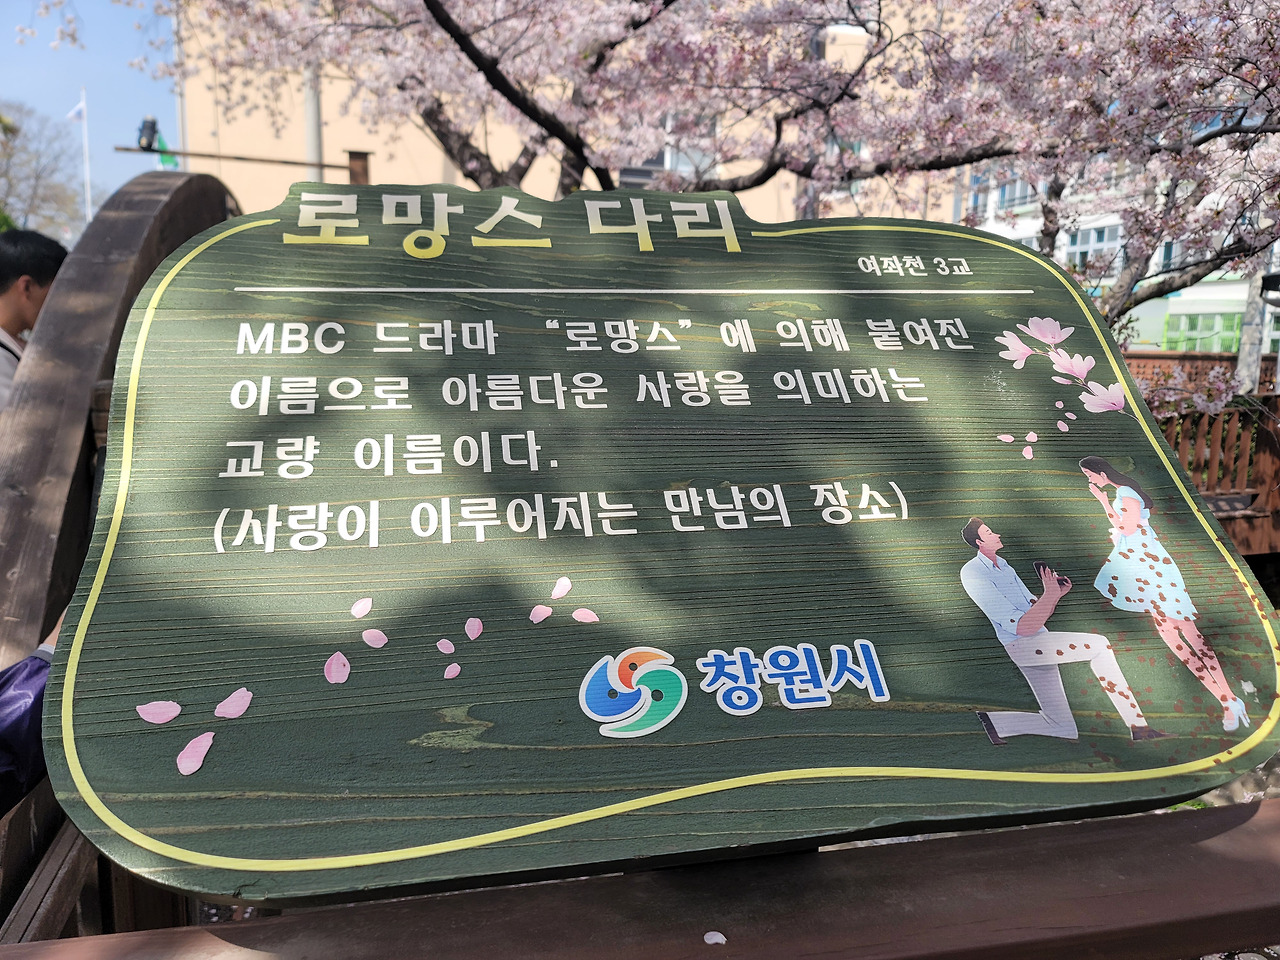 로망스 다리
여좌천 3교
MBC 드라마 “로망스” 에 의해 붙여진
이름으로 아름다운 사랑을 의미하는
교량 이름이다.
(사랑이 이루어지는 만남의 장소)
창원시